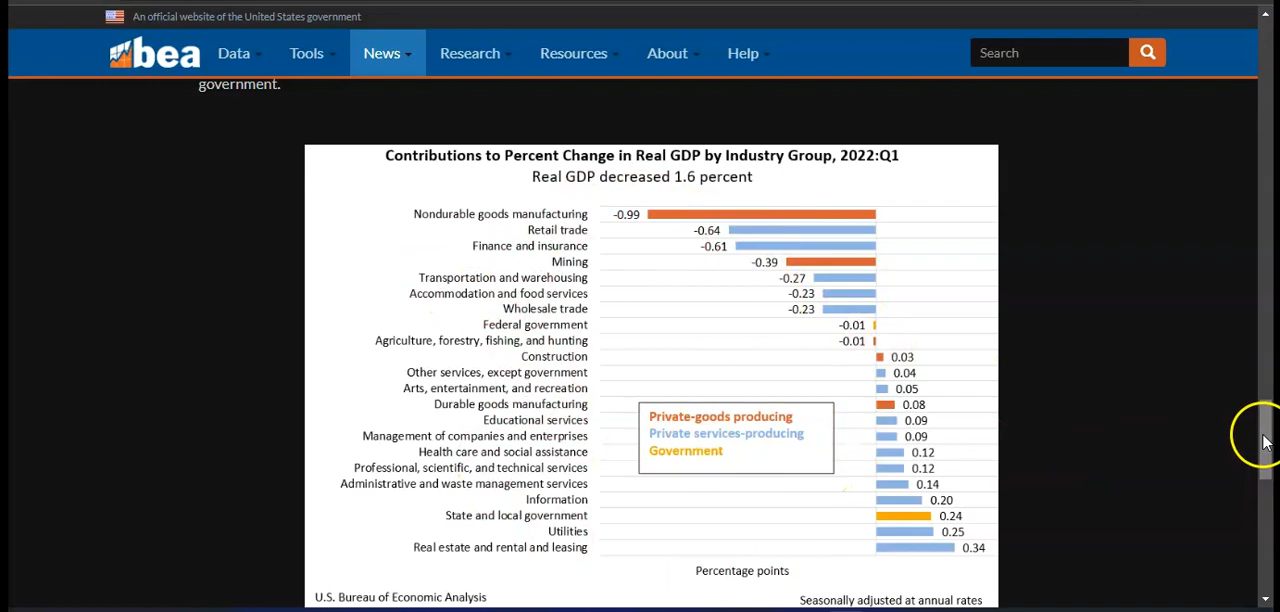 An official website of the United States government
bea Data Tools News Research Resources About Help Search
government.
Contributions to Percent Change in Real GDP by Industry Group, 2022:Q1
Real GDP decreased 1.6 percent
Nondurable goods manufacturing -0.99
Retail trade -0.64
Finance and insurance -0.61
Mining -0.39
Transportation and warehousing -0.27
Accommodation and food services -0.23
Wholesale trade -0.23
Federal government -0.01
Agriculture, forestry, fishing, and hunting -0.01
Construction 0.03
Other services, except government 0.04
Arts, entertainment, and recreation 0.05
Durable goods manufacturing 0.08
Educational services 0.09
Management of companies and enterprises 0.09
Health care and social assistance 0.12
Professional, scientific, and technical services 0.12
Administrative and waste management services 0.14
Information 0.20
State and local government 0.24
Utilities 0.25
Real estate and rental and leasing 0.34
Private-goods producing
Private services-producing
Government
Percentage points
U.S. Bureau of Economic Analysis
Seasonally adjusted at annual rates